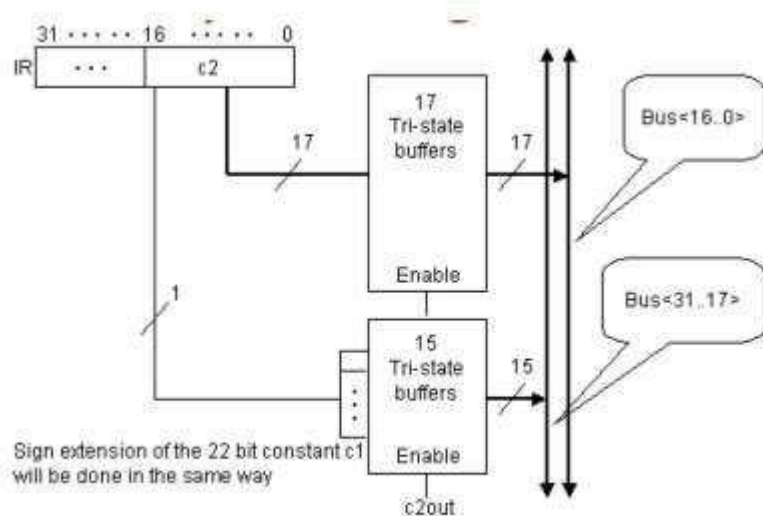 31 ····· 16 ····· 0
IR ··· c2
17
Tri-state
buffers
Enable
17
17
Bus<16..0>
1
15
Tri-state
buffers
Enable
15
Bus<31..17>
Sign extension of the 22 bit constant c1
will be done in the same way
c2out